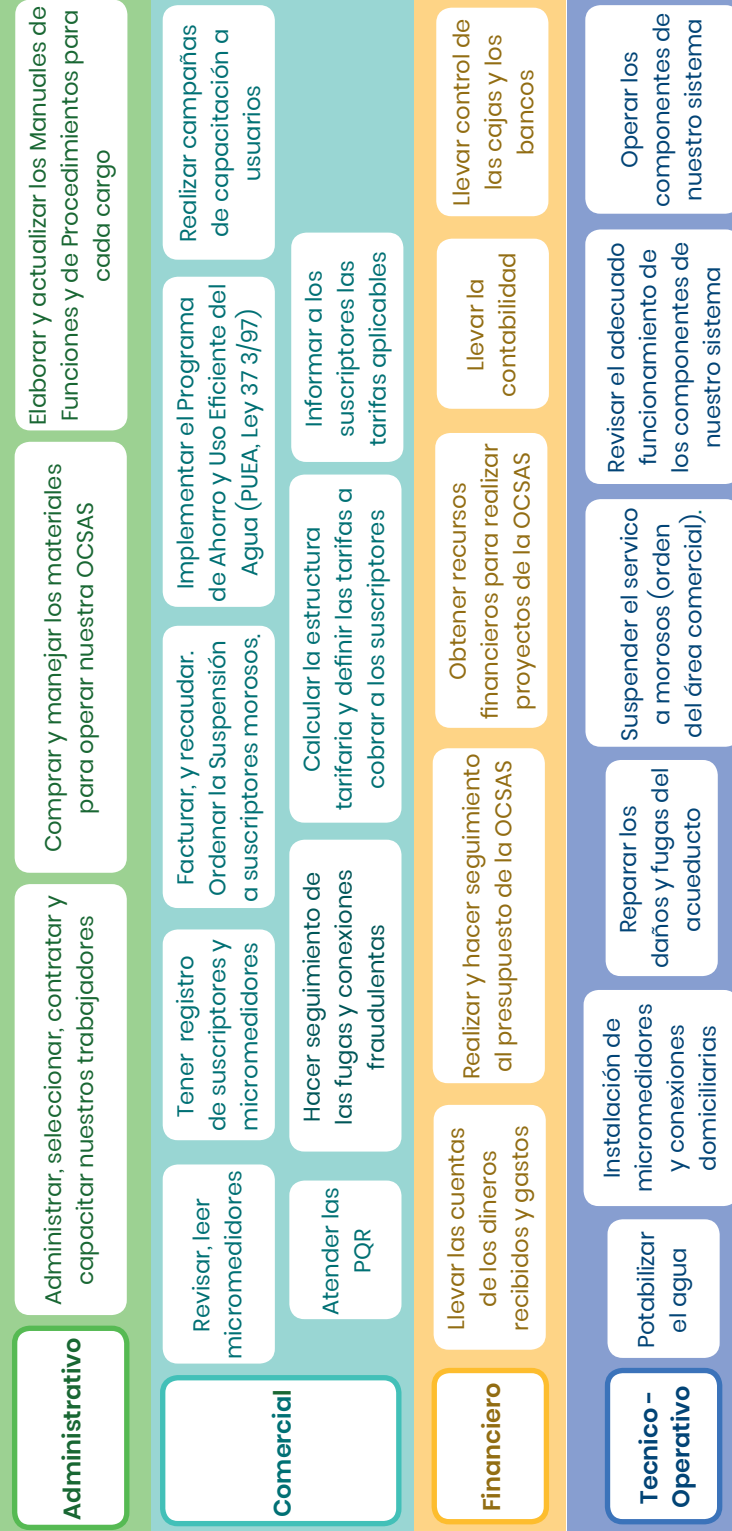 Administrativo
Administrar, seleccionar, contratar y
capacitar nuestros trabajadores
Comprar y manejar los materiales
para operar nuestra OCSAS
Elaborar y actualizar los Manuales de
Funciones y de Procedimientos para
cada cargo
Comercial
Revisar, leer
micromedidores
Tener registro
de suscriptores y
micromedidores
Facturar, y recaudar.
Ordenar la Suspensión
a suscriptores morosos.
Implementar el Programa
de Ahorro y Uso Eficiente del
Agua (PUEA, Ley 37 3/97)
Realizar campañas
de capacitación a
usuarios
Atender las
PQR
Hacer seguimiento de
las fugas y conexiones
fraudulentas
Calcular la estructura
tarifaria y definir las tarifas a
cobrar a los suscriptores
Informar a los
suscriptores las
tarifas aplicables
Financiero
Llevar las cuentas
de los dineros
recibidos y gastos
Realizar y hacer seguimiento
al presupuesto de la OCSAS
Obtener recursos
financieros para realizar
proyectos de la OCSAS
Llevar la
contabilidad
Llevar control de
las cajas y los
bancos
Tecnico -
Operativo
Potabilizar
el agua
Instalación de
micromedidores
y conexiones
domiciliarias
Reparar los
daños y fugas del
acueducto
Suspender el servico
a morosos (orden
del área comercial).
Revisar el adecuado
funcionamiento de
los componentes de
nuestro sistema
Operar los
componentes de
nuestro sistema